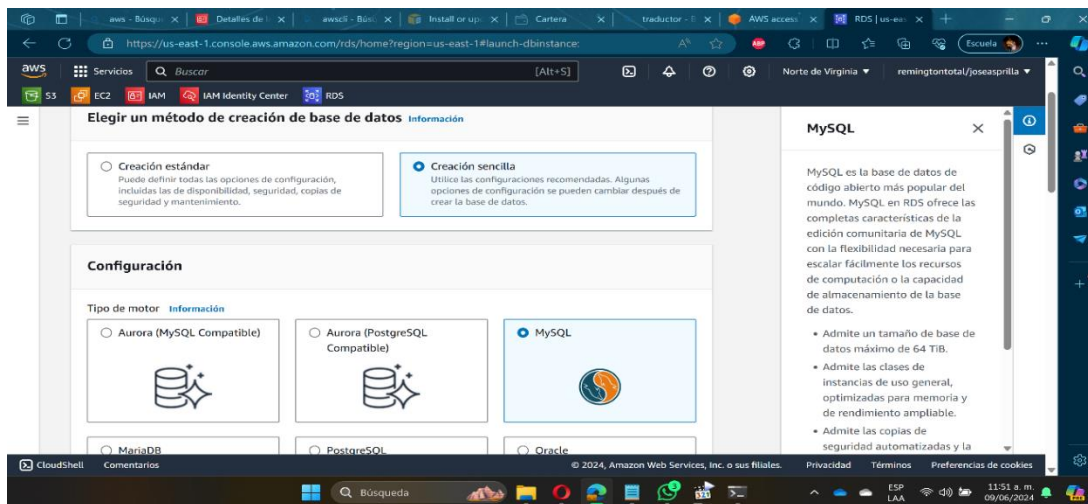 aws - Búsqu
Detalles de l
awscli - Búsc
Install or up
Cartera
traductor - B
AWS access
RDS | us-eas
https://us-east-1.console.aws.amazon.com/rds/home?region=us-east-1#launch-dbinstance:
Escuela
aws
Servicios
Buscar
[Alt+S]
Norte de Virginia
remingtontotal/joseasprilla
S3
EC2
IAM
IAM Identity Center
RDS
Elegir un método de creación de base de datos Información
Creación estándar
Puede definir todas las opciones de configuración,
incluidas las de disponibilidad, seguridad, copias de
seguridad y mantenimiento.
Creación sencilla
Utilice las configuraciones recomendadas. Algunas
opciones de configuración se pueden cambiar después de
crear la base de datos.
Configuración
Tipo de motor Información
Aurora (MySQL Compatible)
Aurora (PostgreSQL
Compatible)
MySQL
MariaDB
PostgreSQL
Oracle
MySQL
MySQL es la base de datos de
código abierto más popular del
mundo. MySQL en RDS ofrece las
completas características de la
edición comunitaria de MySQL
con la flexibilidad necesaria para
escalar fácilmente los recursos
de computación o la capacidad
de almacenamiento de la base
de datos.
• Admite un tamaño de base de
datos máximo de 64 TiB.
• Admite las clases de
instancias de uso general,
optimizadas para memoria y
de rendimiento ampliable.
• Admite las copias de
seguridad automatizadas y la
CloudShell
Comentarios
© 2024, Amazon Web Services, Inc. o sus filiales.
Privacidad
Términos
Preferencias de cookies
Búsqueda
ESP
LAA
11:51 a. m.
09/06/2024